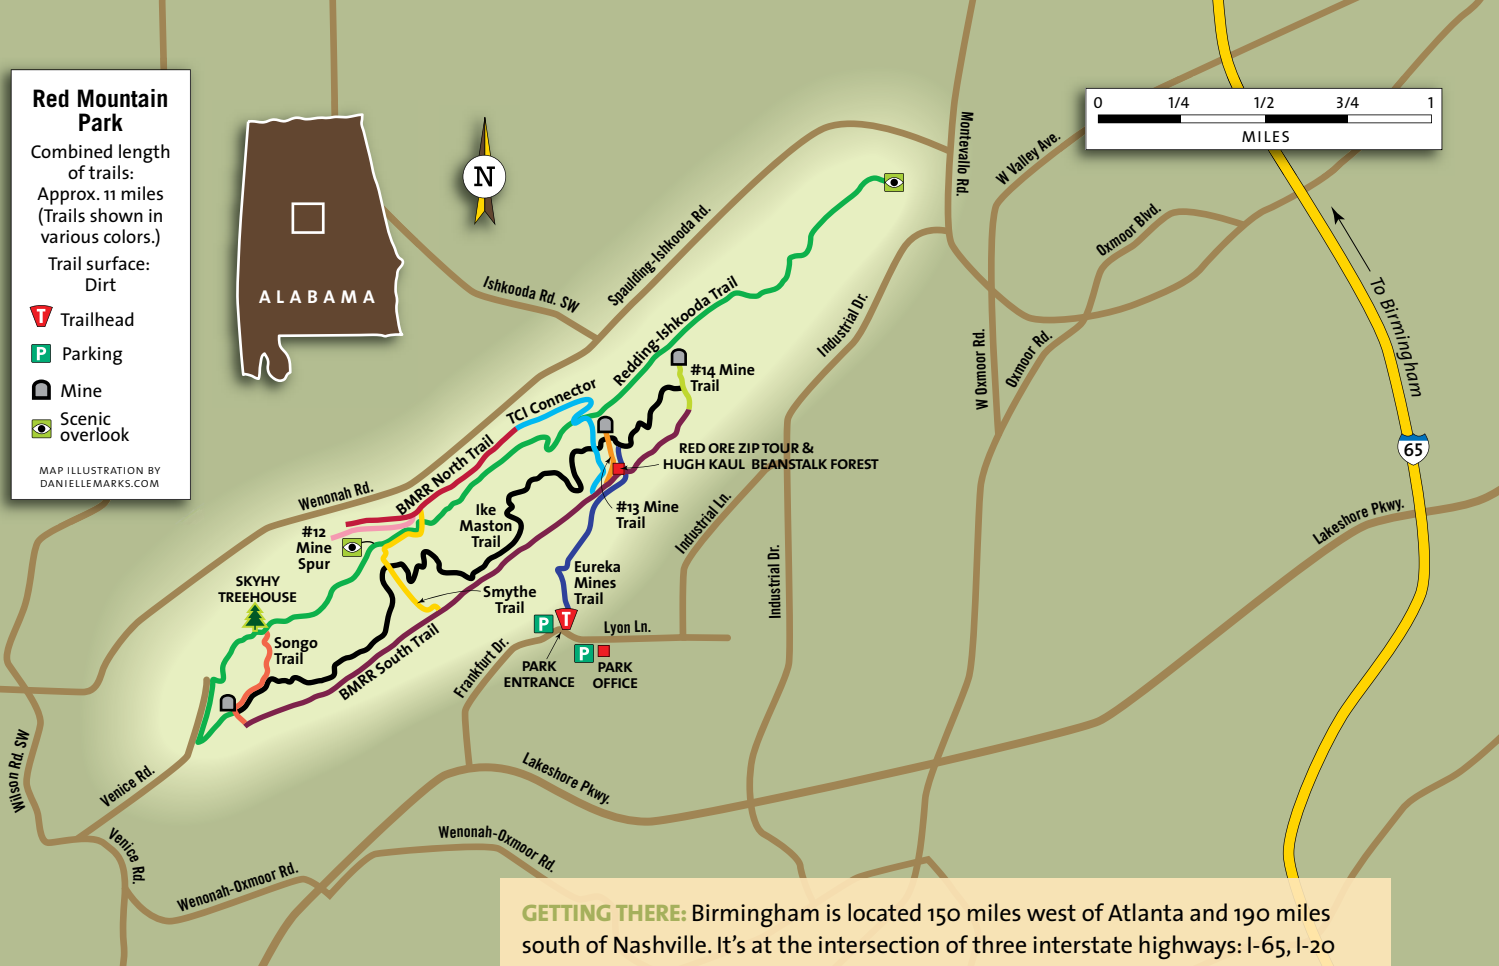 Red Mountain
Park
Combined length
of trails:
Approx. 11 miles
(Trails shown in
various colors.)
Trail surface:
Dirt
T Trailhead
P Parking
Mine
Scenic
overlook
MAP ILLUSTRATION BY
DANIELLEMARKS.COM
ALABAMA
N
0 1/4 1/2 3/4 1
MILES
Montevallo Rd.
W Valley Ave.
Oxmoor Blvd.
To Birmingham
65
Spaulding-Ishkooda Rd.
Ishkooda Rd. SW
Redding-Ishkooda Trail
Industrial Dr.
W Oxmoor Rd.
Oxmoor Rd.
#14 Mine
Trail
TCI Connector
BMRR North Trail
RED ORE ZIP TOUR &
HUGH KAUL BEANSTALK FOREST
Wenonah Rd.
#12
Mine
Spur
Ike
Maston
Trail
#13 Mine
Trail
Industrial Ln.
Lakeshore Pkwy.
SKYHY
TREEHOUSE
Smythe
Trail
Eureka
Mines
Trail
Industrial Dr.
Songo
Trail
BMRR South Trail
P
T
Lyon Ln.
Frankfurt Dr.
PARK
ENTRANCE
P
PARK
OFFICE
Wilson Rd. SW
Venice Rd.
Lakeshore Pkwy.
Venice Rd.
Wenonah-Oxmoor Rd.
Wenonah-Oxmoor Rd.
GETTING THERE: Birmingham is located 150 miles west of Atlanta and 190 miles
south of Nashville. It's at the intersection of three interstate highways: I-65, I-20